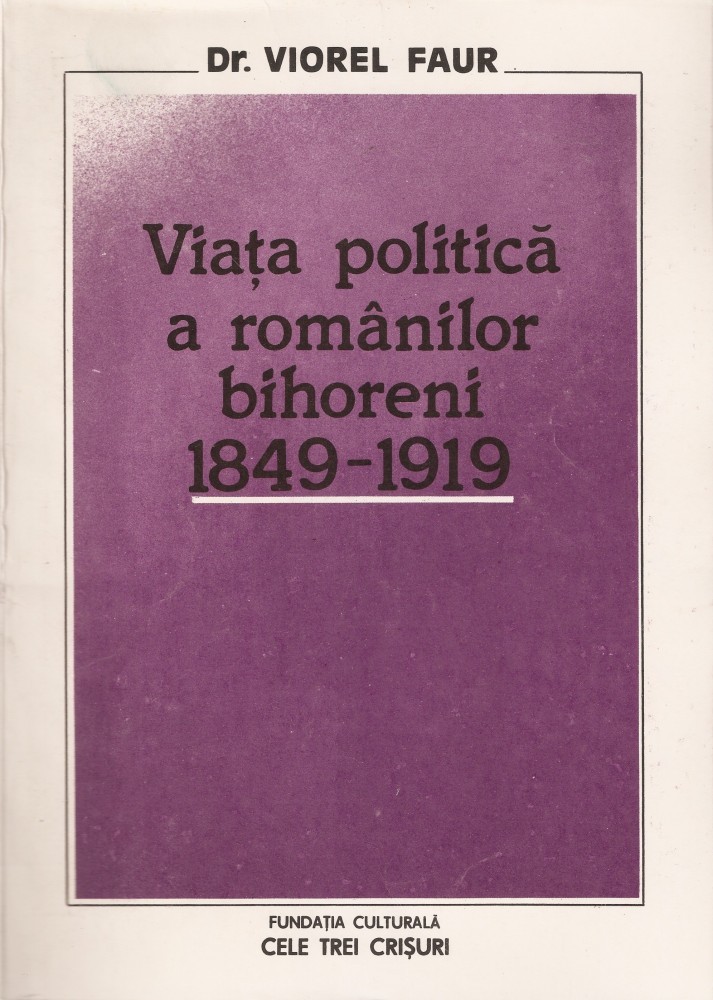 Dr. VIOREL FAUR
Viața politică
a românilor
bihoreni
1849-1919
FUNDAȚIA CULTURALĂ
CELE TREI CRIȘURI